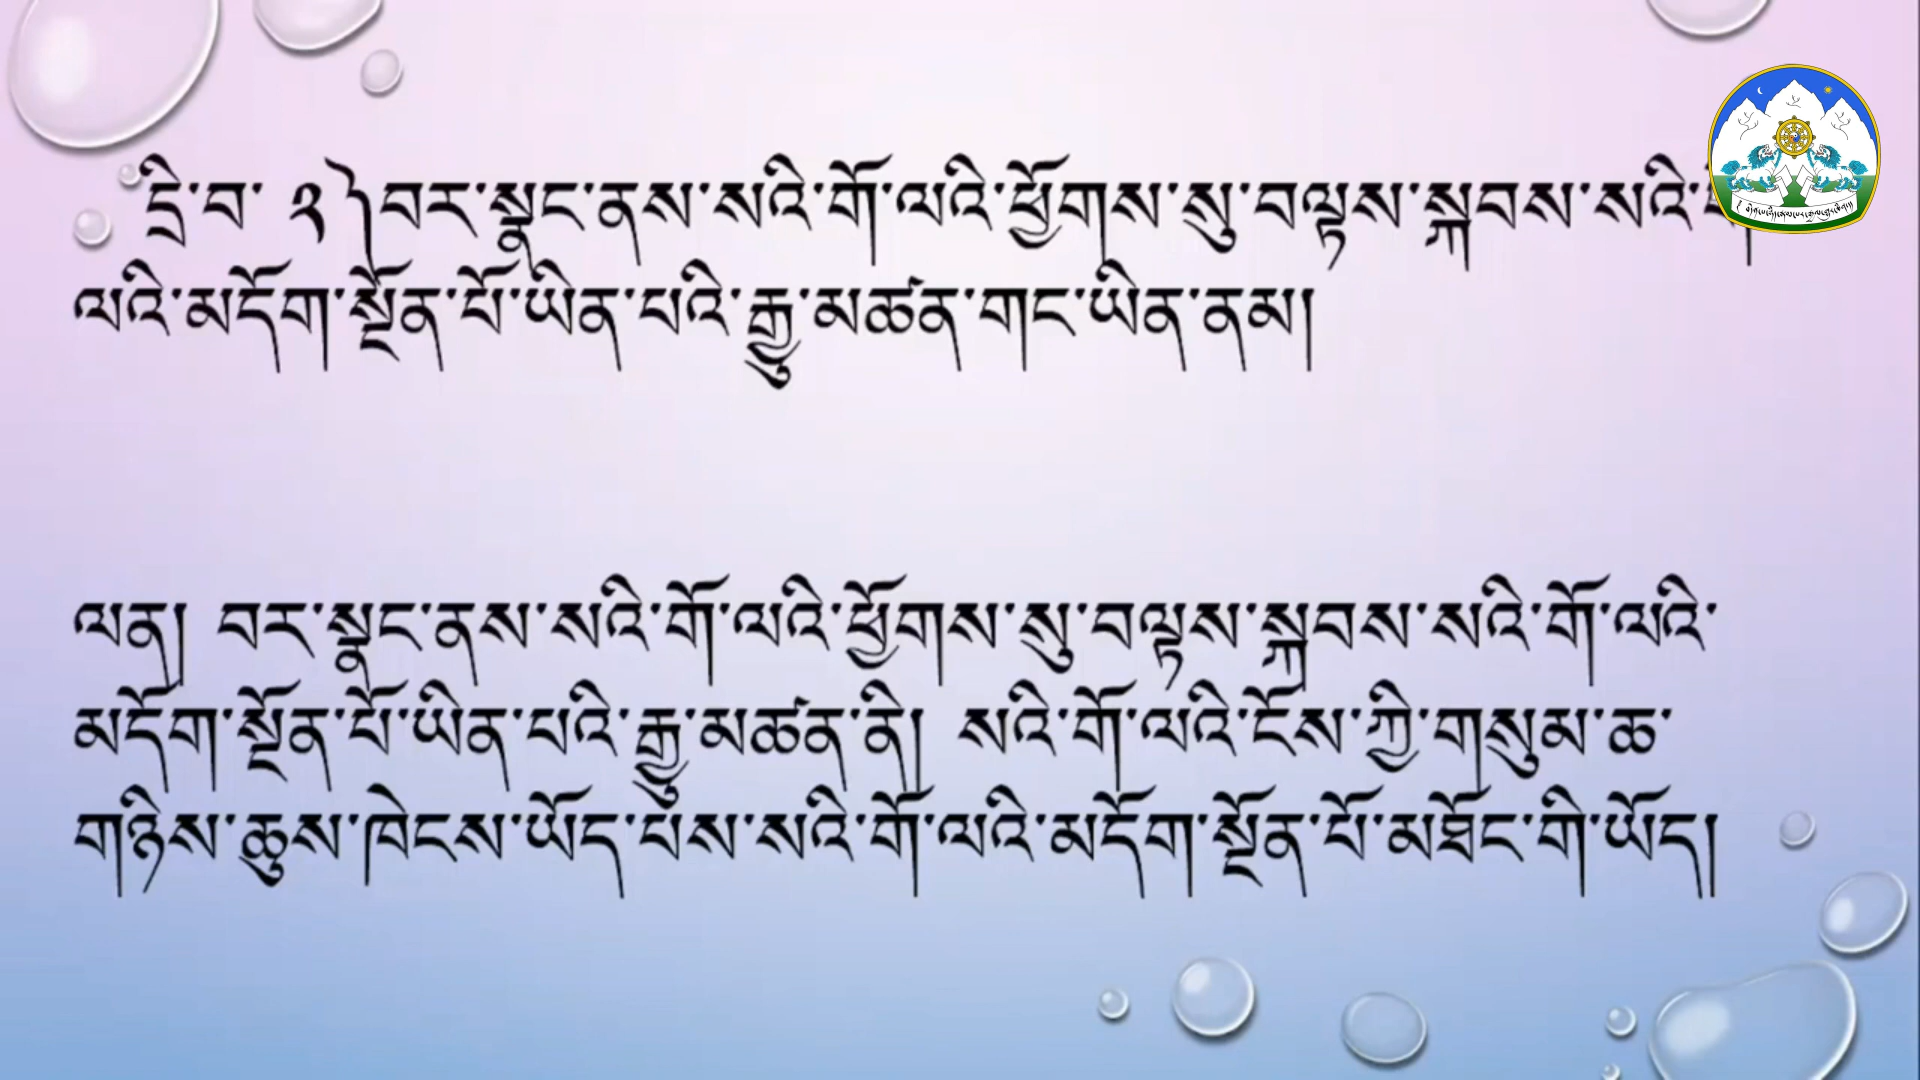 དྲི་བ་ ༢ ༽བར་སྣང་ནས་སའི་གོ་ལའི་ཕྱོགས་སུ་བལྟས་སྐབས་སའི་
ལའི་མདོག་སྔོན་པོ་ཡིན་པའི་རྒྱུ་མཚན་གང་ཡིན་ནམ།
ལན། བར་སྣང་ནས་སའི་གོ་ལའི་ཕྱོགས་སུ་བལྟས་སྐབས་སའི་གོ་ལའི་
མདོག་སྔོན་པོ་ཡིན་པའི་རྒྱུ་མཚན་ནི། སའི་གོ་ལའི་ངོས་ཀྱི་གསུམ་ཆ་
གཉིས་ཆུས་ཁེངས་ཡོད་པས་སའི་གོ་ལའི་མདོག་སྔོན་པོ་མཐོང་གི་ཡོད།